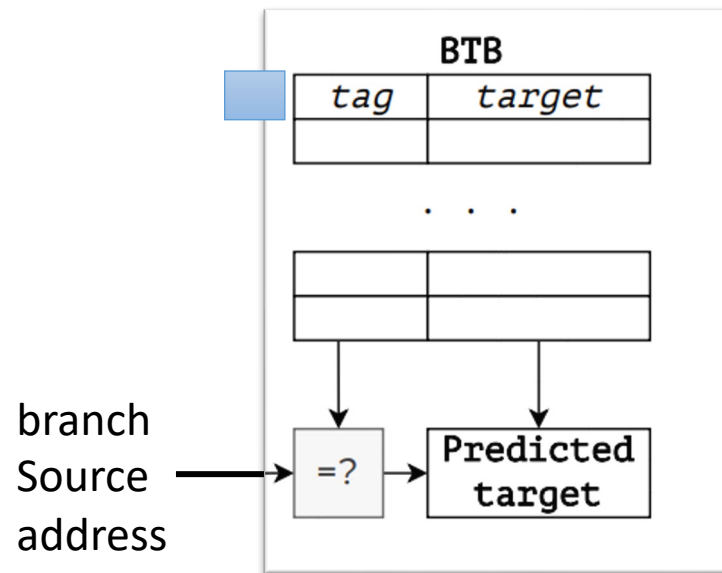 BTB
tag target
. . .
branch
Source
address
=?
Predicted
target